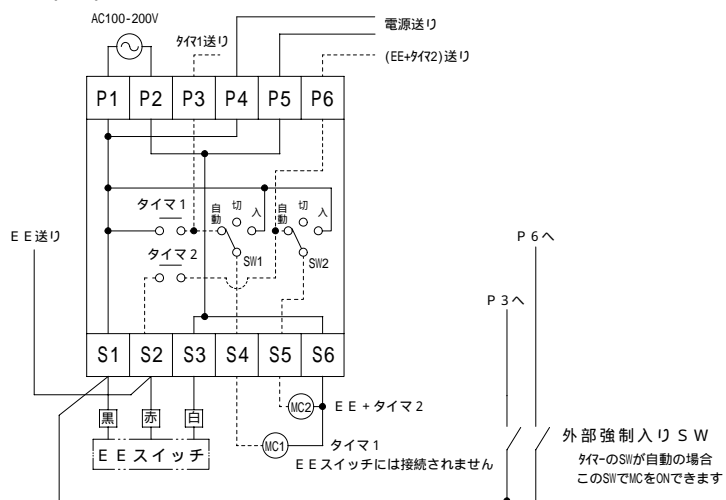 AC100-200V
タイマ1送り
電源送り
(EE+タイマ2)送り
P1 P2 P3 P4 P5 P6
タイマ1
自動 切 入
自動 切 入
EE送り
タイマ2
SW1
SW2
P6へ
P3へ
S1 S2 S3 S4 S5 S6
MC2
EE+タイマ2
黒 赤 白
MC1
タイマ1
EEスイッチ
EEスイッチには接続されません
外部強制入りSW
タイマーのSWが自動の場合
このSWでMCをONできます